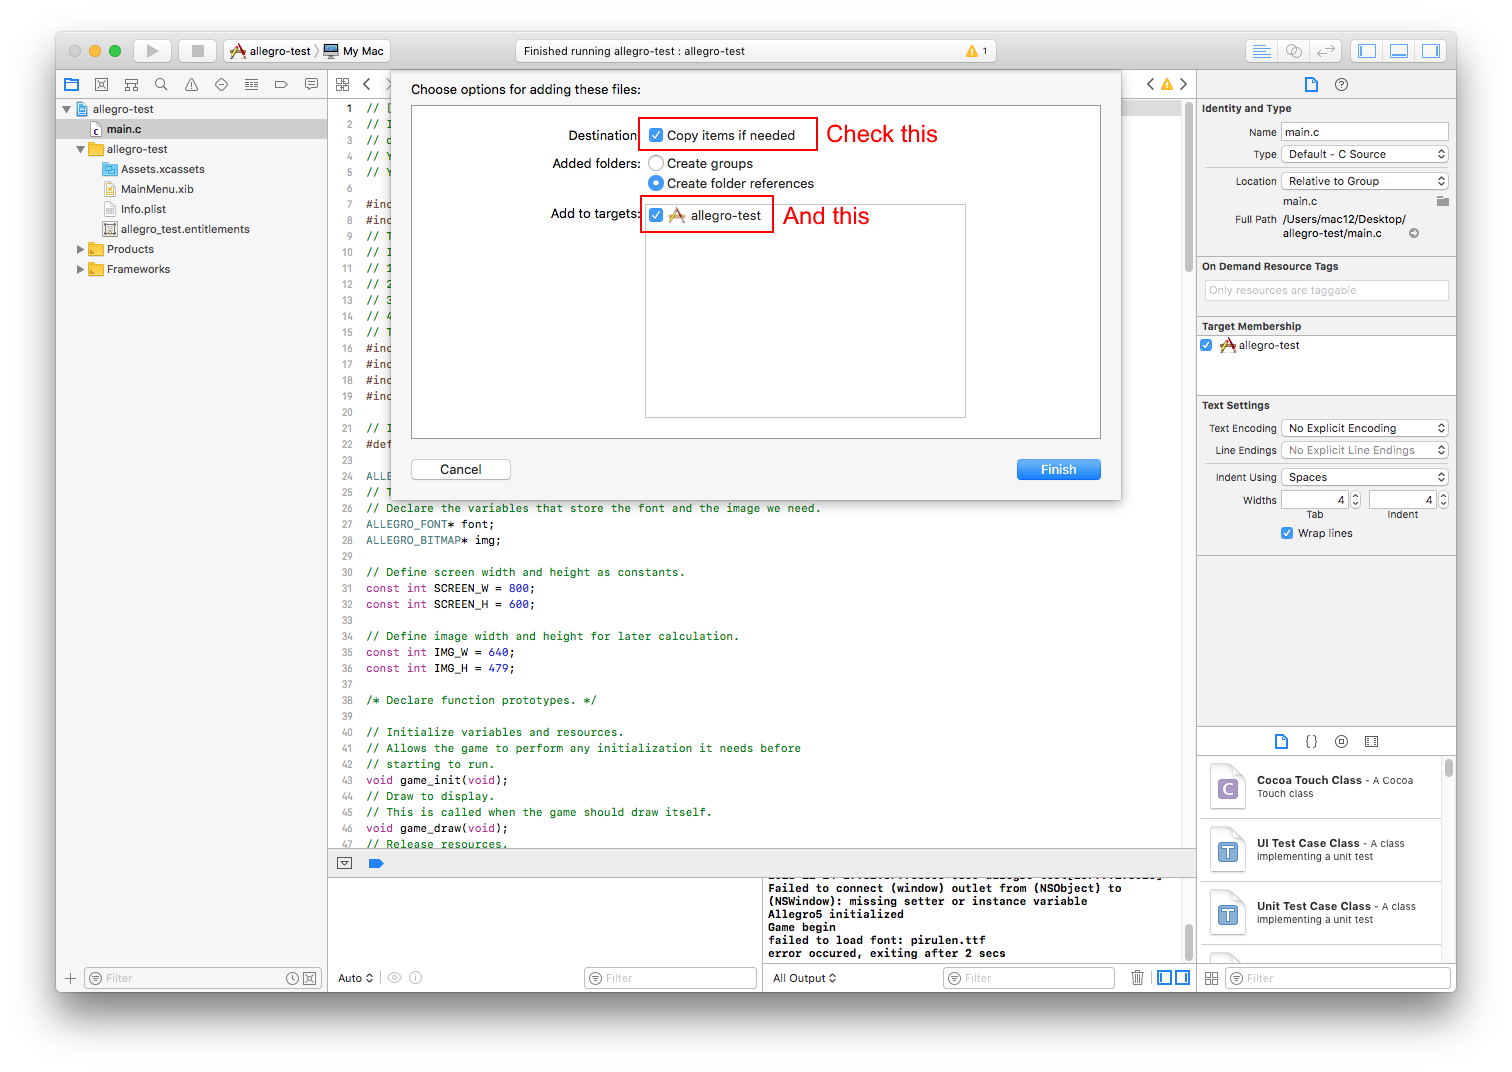 allegro-test
My Mac
Finished running allegro-test : allegro-test
1
allegro-test
main.c
allegro-test
Assets.xcassets
MainMenu.xib
Info.plist
allegro_test.entitlements
Products
Frameworks
Filter
Choose options for adding these files:
Destination
Copy items if needed
Check this
Added folders:
Create groups
Create folder references
Add to targets:
allegro-test
And this
Cancel
Finish
1 //
2 // I
3 //
4 // Y
5 // Y
6
7 #inc
8 #inc
9 // T
10 // I
11 // 1
12 // 2
13 // 3
14 // 4
15 // T
16 #inc
17 #inc
18 #inc
19 #inc
20
21 // I
22 #def
23
24 ALLE
25 // T
26 // Declare the variables that store the font and the image we need.
27 ALLEGRO_FONT* font;
28 ALLEGRO_BITMAP* img;
29
30 // Define screen width and height as constants.
31 const int SCREEN_W = 800;
32 const int SCREEN_H = 600;
33
34 // Define image width and height for later calculation.
35 const int IMG_W = 640;
36 const int IMG_H = 479;
37
38 /* Declare function prototypes. */
39
40 // Initialize variables and resources.
41 // Allows the game to perform any initialization it needs before
42 // starting to run.
43 void game_init(void);
44 // Draw to display.
45 // This is called when the game should draw itself.
46 void game_draw(void);
47 // Release resources.
Auto
Filter
Failed to connect (window) outlet from (NSObject) to
(NSWindow): missing setter or instance variable
Allegro5 initialized
Game begin
failed to load font: pirulen.ttf
error occured, exiting after 2 secs
All Output
Filter
Identity and Type
Name main.c
Type Default - C Source
Location Relative to Group
main.c
Full Path /Users/mac12/Desktop/
allegro-test/main.c
On Demand Resource Tags
Only resources are taggable
Target Membership
allegro-test
Text Settings
Text Encoding No Explicit Encoding
Line Endings No Explicit Line Endings
Indent Using Spaces
Widths 4 4
Tab Indent
Wrap lines
C
Cocoa Touch Class - A Cocoa
Touch class
T
UI Test Case Class - A class
implementing a unit test
T
Unit Test Case Class - A class
implementing a unit test
Filter